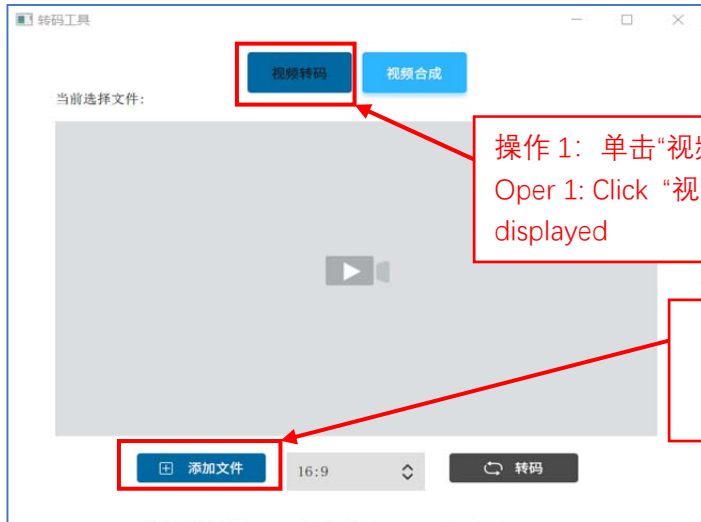 转码工具
视频转码 视频合成
当前选择文件:
操作 1：单击“视
Oper 1: Click “视
displayed
添加文件 16:9 转码